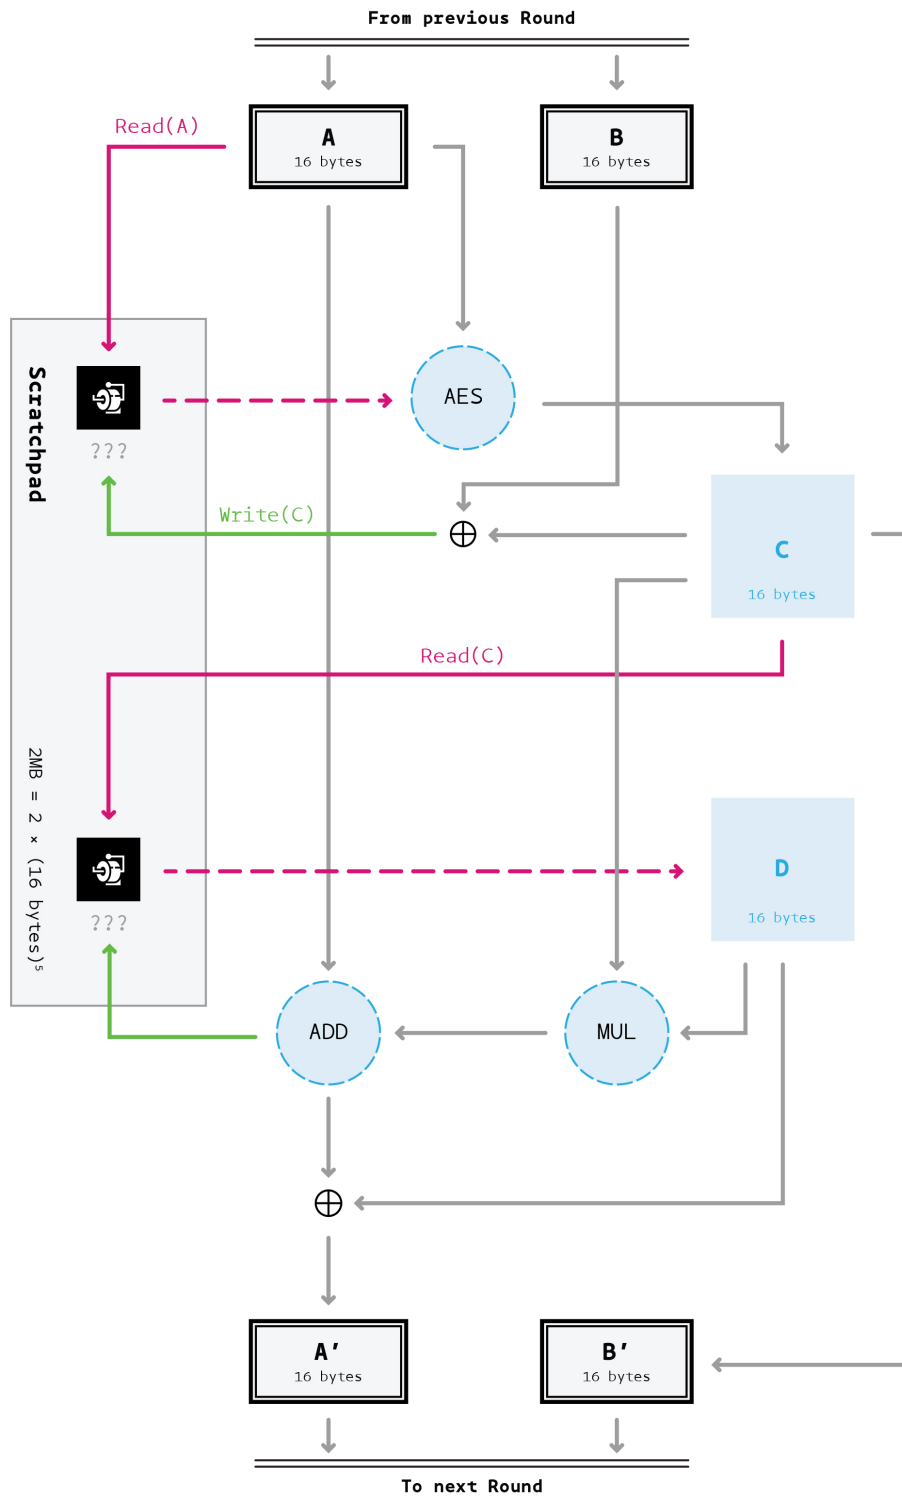 From previous Round
Read(A)
A
16 bytes
B
16 bytes
Scratchpad
AES
???
Write(C)
C
16 bytes
Read(C)
2MB = 2 × (16 bytes)⁵
D
16 bytes
???
ADD
MUL
A’
16 bytes
B’
16 bytes
To next Round